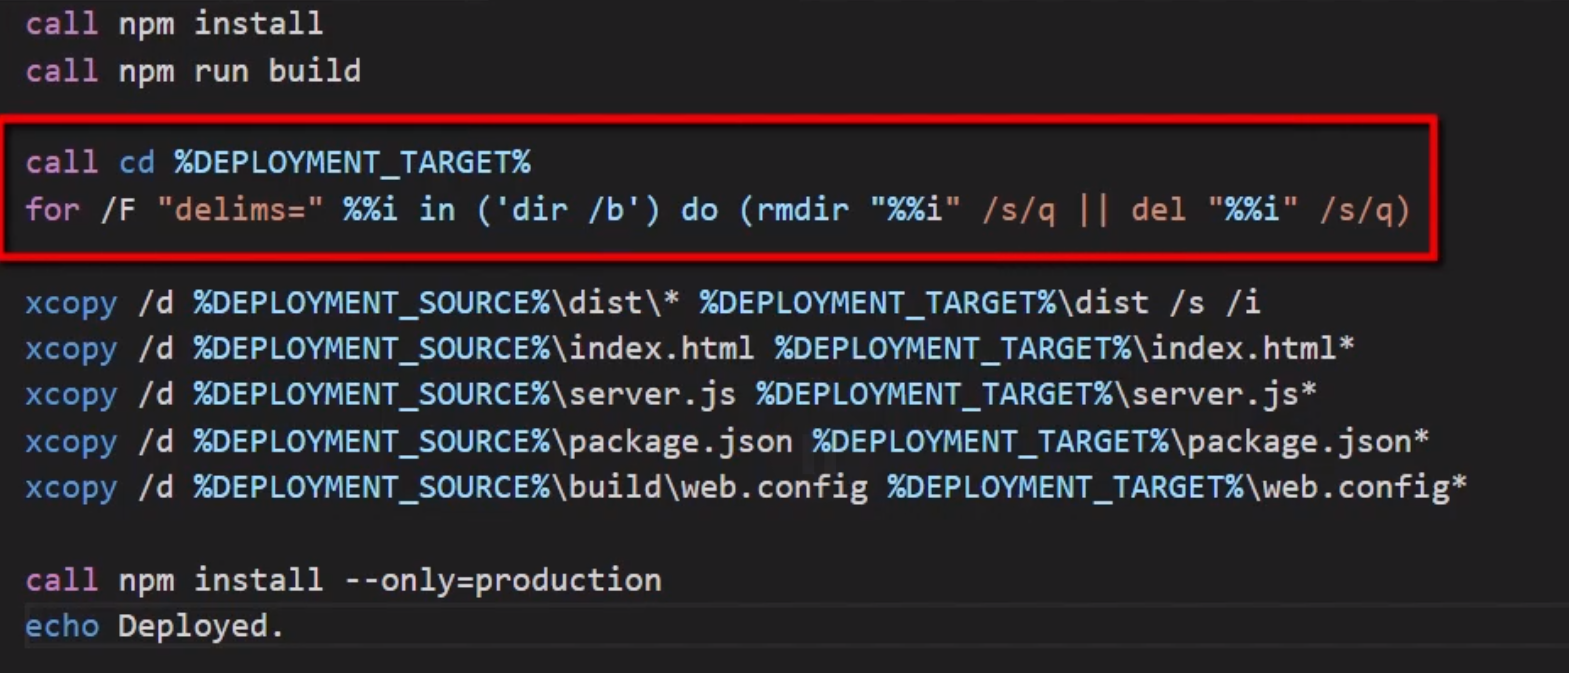 call npm install
call npm run build
call cd %DEPLOYMENT_TARGET%
for /F "delims=" %%i in ('dir /b') do (rmdir "%%i" /s/q || del "%%i" /s/q)
xcopy /d %DEPLOYMENT_SOURCE%\dist\* %DEPLOYMENT_TARGET%\dist /s /i
xcopy /d %DEPLOYMENT_SOURCE%\index.html %DEPLOYMENT_TARGET%\index.html*
xcopy /d %DEPLOYMENT_SOURCE%\server.js %DEPLOYMENT_TARGET%\server.js*
xcopy /d %DEPLOYMENT_SOURCE%\package.json %DEPLOYMENT_TARGET%\package.json*
xcopy /d %DEPLOYMENT_SOURCE%\build\web.config %DEPLOYMENT_TARGET%\web.config*
call npm install --only=production
echo Deployed.